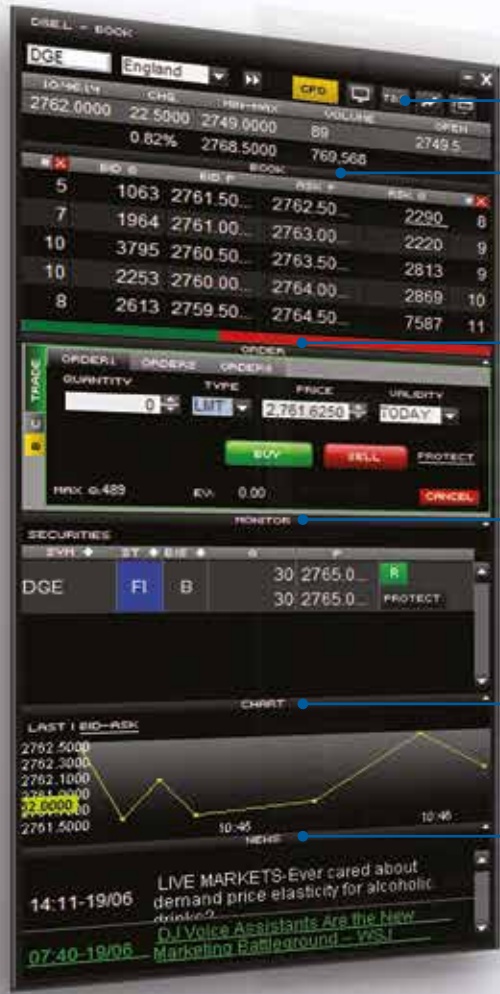 DGE.L - BOOK
- X
DGE England CFD
10:46:14 CHG MIN-MAX VOLUME OPEN
2762.0000 22.5000 2749.0000 89 2749.5...
0.82% 2768.5000 769,568
BOOK
# BID Q BID P ASK P ASK Q #
5 1063 2761.50... 2762.50... 2290 8
7 1964 2761.00... 2763.00... 2220 9
10 3795 2760.50... 2763.50... 2813 9
10 2253 2760.00... 2764.00... 2869 10
8 2613 2759.50... 2764.50... 7587 11
ORDER
TRADE
ORDER1 ORDER2
QUANTITY TYPE PRICE VALIDITY
0 LMT 2,761.6250 TODAY
BUY SELL PROTECT
MAX Q:489 EV: 0.00 CANCEL
MONITOR
SECURITIES
SYM ST B/S Q P
DGE FI B 30 2765.0... R
30 2765.0... PROTECT
CHART
LAST | BID-ASK
2762.5000
2762.3000
2762.1000
2761.5000
10:45 10:46
NEWS
14:11-19/06 LIVE MARKETS-Ever cared about
demand price elasticity for alcoholic
drinks?
07:40-19/06 DJ Voice Assistants Are the New
Marketing Battleground -- WSJ